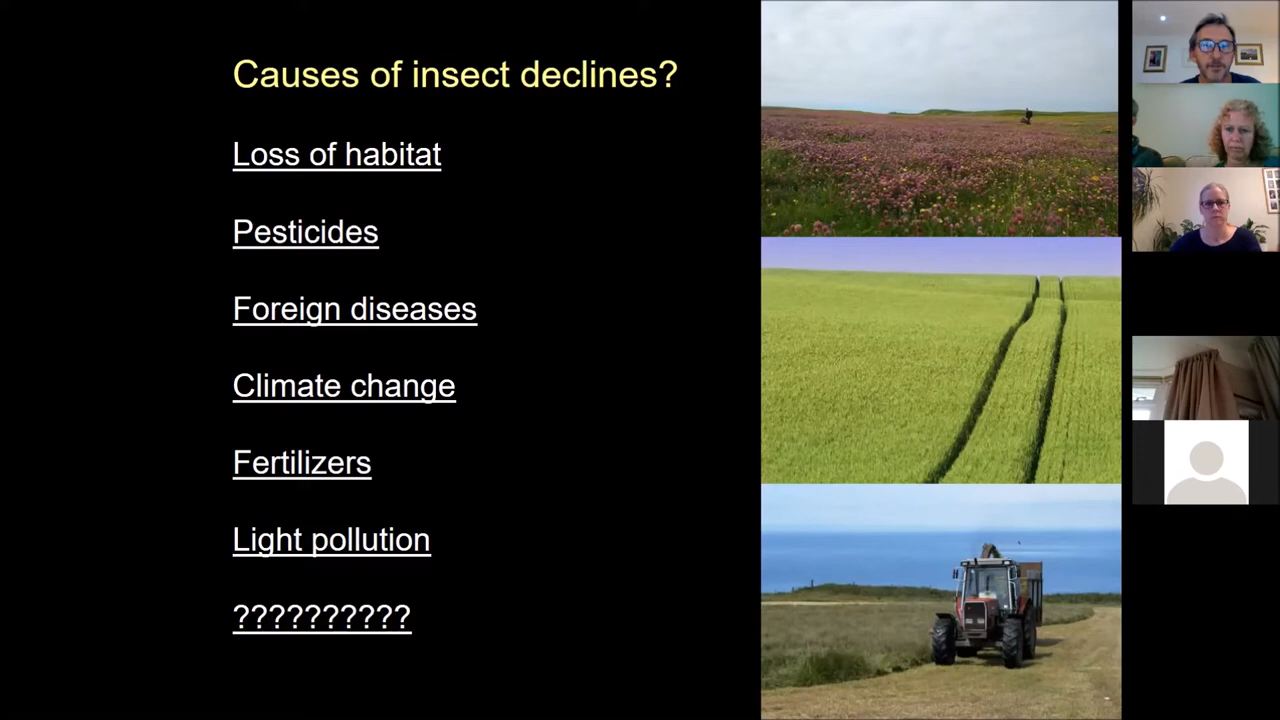 Causes of insect declines?
Loss of habitat
Pesticides
Foreign diseases
Climate change
Fertilizers
Light pollution
??????????